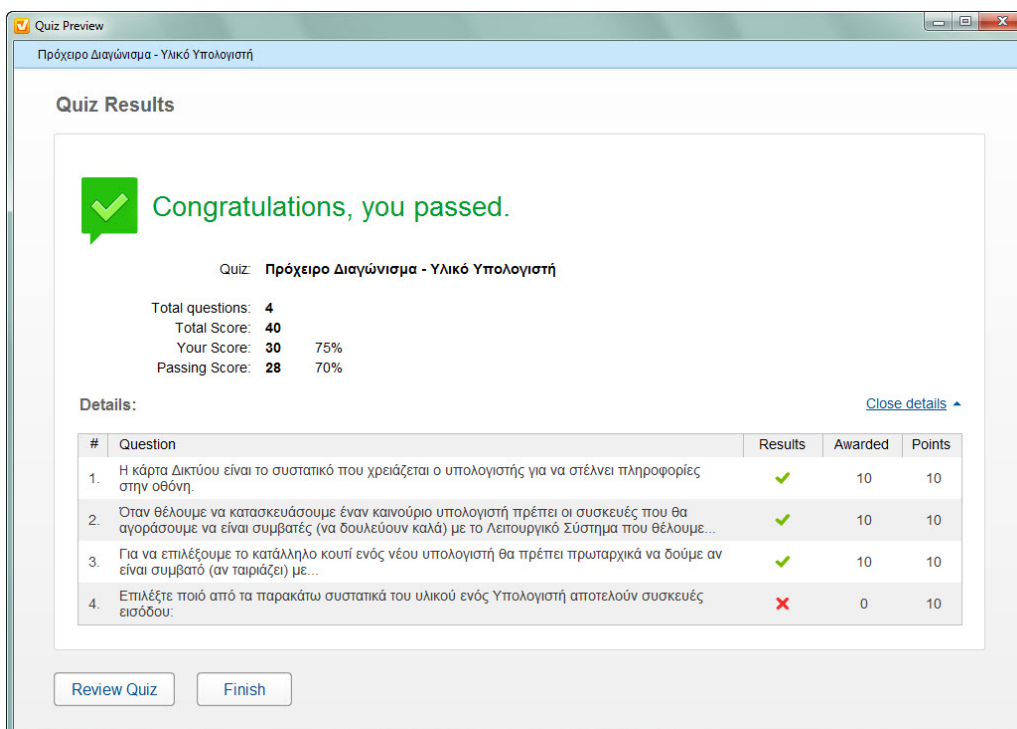 Quiz Preview
Πρόχειρο Διαγώνισμα - Υλικό Υπολογιστή
Quiz Results
Congratulations, you passed.
Quiz: Πρόχειρο Διαγώνισμα - Υλικό Υπολογιστή
Total questions: 4
Total Score: 40
Your Score: 30 75%
Passing Score: 28 70%
Details: Close details
# Question Results Awarded Points
1. Η κάρτα Δικτύου είναι το συστατικό που χρειάζεται ο υπολογιστής για να στέλνει πληροφορίες
στην οθόνη. 10 10
2. Όταν θέλουμε να κατασκευάσουμε έναν καινούριο υπολογιστή πρέπει οι συσκευές που θα
αγοράσουμε να είναι συμβατές (να δουλεύουν καλά) με το Λειτουργικό Σύστημα που θέλουμε... 10 10
3. Για να επιλέξουμε το κατάλληλο κουτί ενός νέου υπολογιστή θα πρέπει πρωταρχικά να δούμε αν
είναι συμβατό (αν ταιριάζει) με... 10 10
4. Επιλέξτε ποιό από τα παρακάτω συστατικά του υλικού ενός Υπολογιστή αποτελούν συσκευές
εισόδου: 0 10
Review Quiz Finish